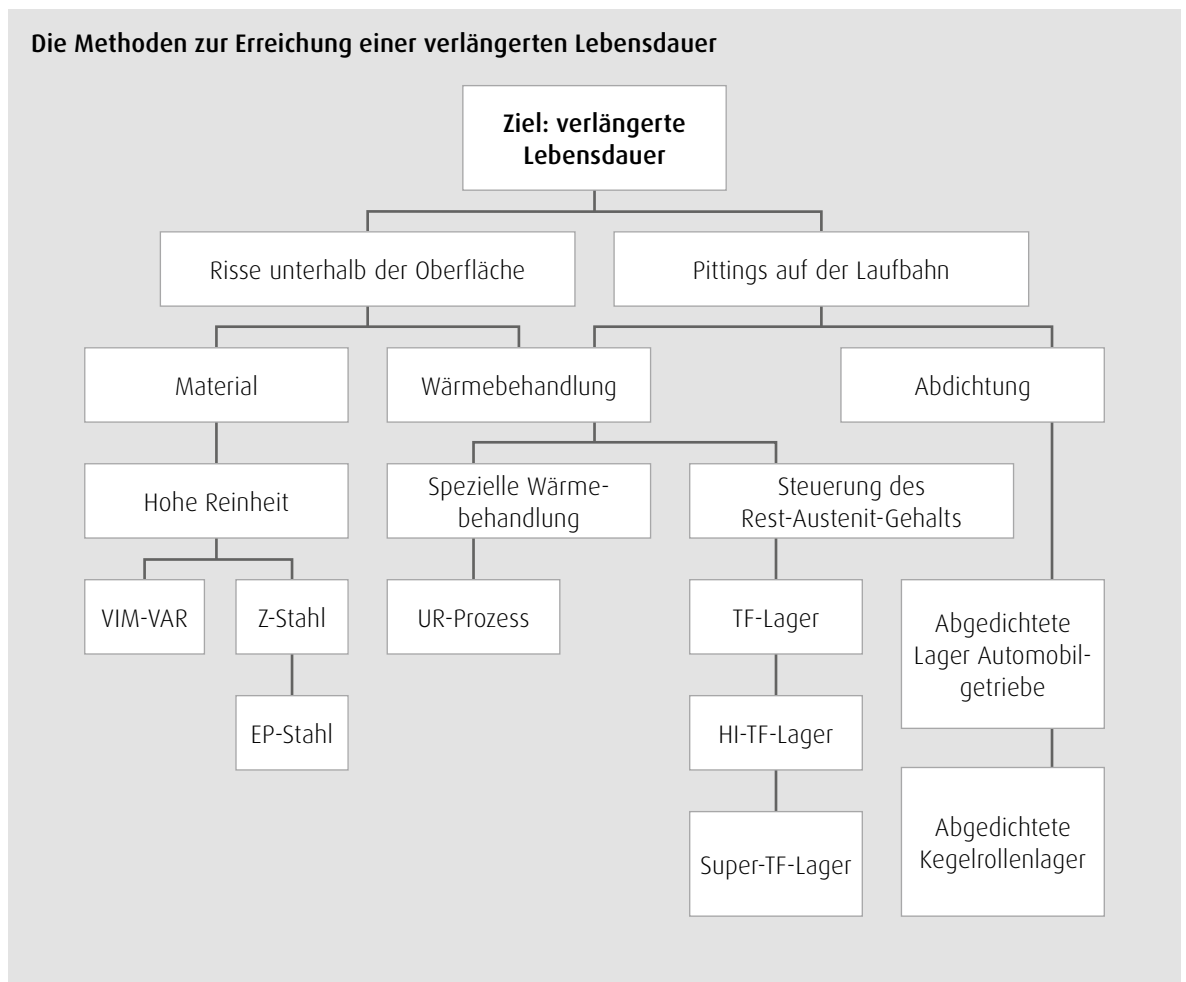 Die Methoden zur Erreichung einer verlängerten Lebensdauer
Ziel: verlängerte
Lebensdauer
Risse unterhalb der Oberfläche
Pittings auf der Laufbahn
Material
Wärmebehandlung
Abdichtung
Hohe Reinheit
Spezielle Wärme-
behandlung
Steuerung des
Rest-Austenit-Gehalts
VIM-VAR
Z-Stahl
UR-Prozess
TF-Lager
Abgedichtete
Lager Automobil-
getriebe
EP-Stahl
HI-TF-Lager
Super-TF-Lager
Abgedichtete
Kegelrollenlager